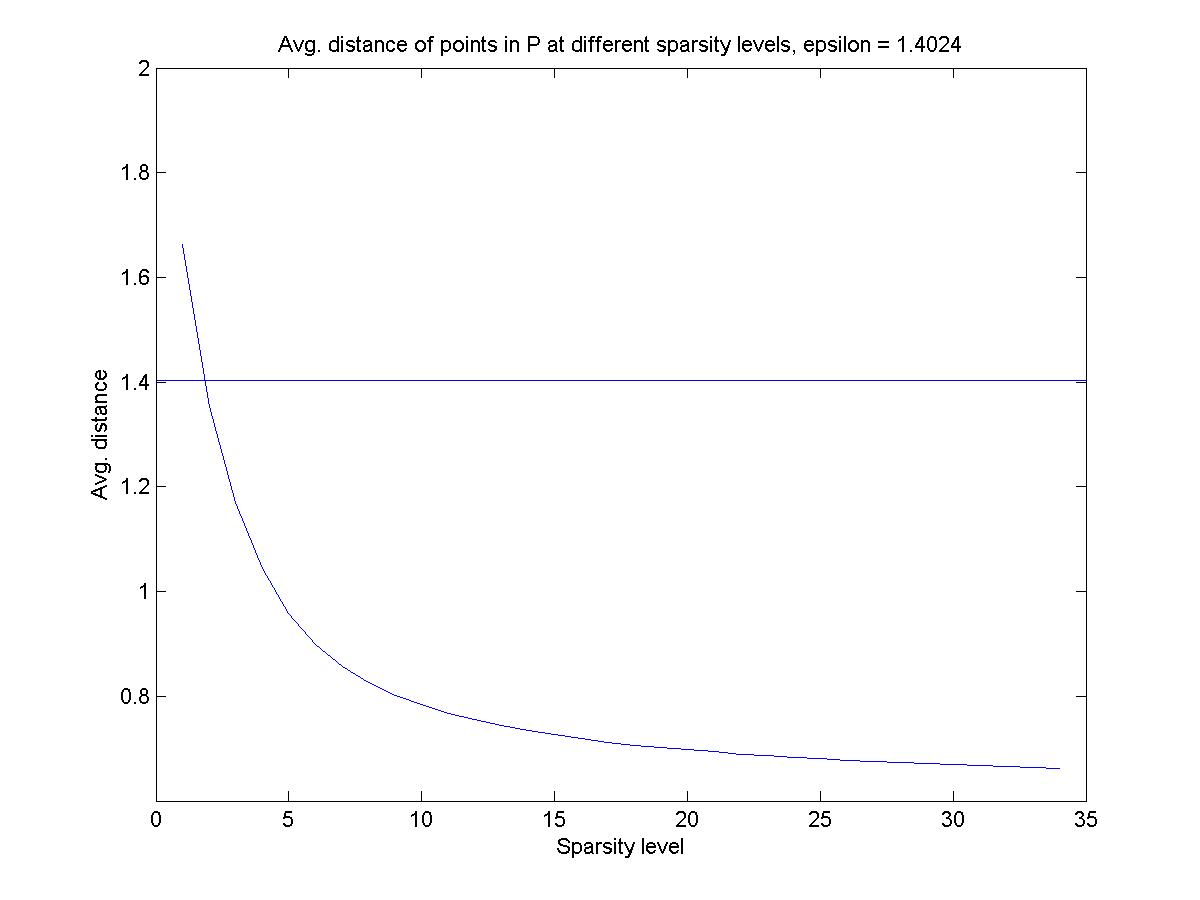 Avg. distance of points in P at different sparsity levels, epsilon = 1.4024
2
1.8
1.6
1.4
1.2
1
0.8
Avg. distance
0 5 10 15 20 25 30 35
Sparsity level